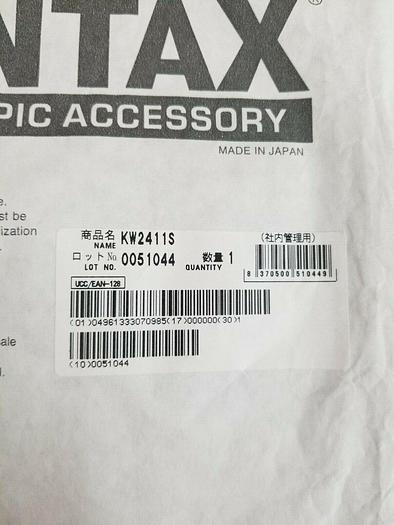 NTAX®
PIC ACCESSORY
MADE IN JAPAN
e.
st be
ization
商品名 KW2411S (社内管理用)
NAME
ロットNo 0051044 数量 1
LOT NO. QUANTITY
8 370500 510449
UCC/EAN-128
(01)04961333070985(17)000000(30)1
ale
(10)0051044